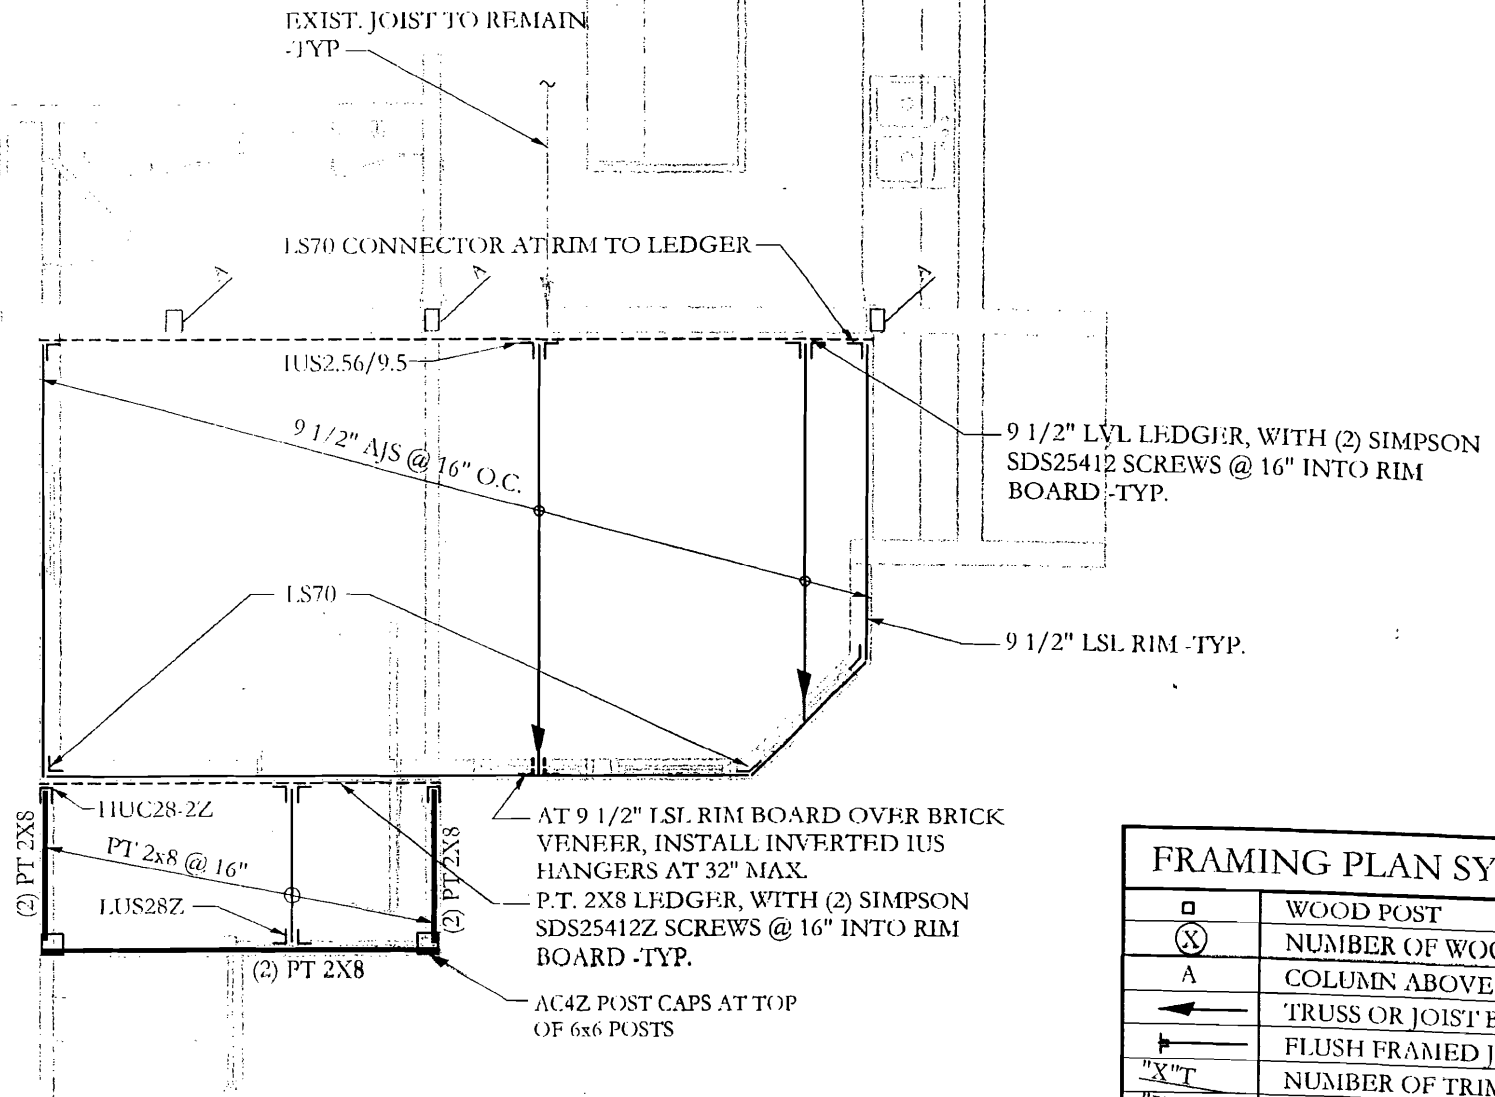 EXIST. JOIST TO REMAIN
-TYP
LS70 CONNECTOR AT RIM TO LEDGER
A
A
A
IUS2.56/9.5
9 1/2" AJS @ 16" O.C.
9 1/2" LVL LEDGER, WITH (2) SIMPSON
SDS25412 SCREWS @ 16" INTO RIM
BOARD -TYP.
LS70
9 1/2" LSL RIM -TYP.
(2) PT 2X8
HUC28-2Z
PT 2x8 @ 16"
LUS28Z
(2) PT 2X8
(2) PT 2X8
AT 9 1/2" LSL RIM BOARD OVER BRICK
VENEER, INSTALL INVERTED IUS
HANGERS AT 32" MAX.
P.T. 2X8 LEDGER, WITH (2) SIMPSON
SDS25412Z SCREWS @ 16" INTO RIM
BOARD -TYP.
AC4Z POST CAPS AT TOP
OF 6x6 POSTS
FRAMING PLAN SY
WOOD POST
X NUMBER OF WOO
A COLUMN ABOVE
TRUSS OR JOIST B
FLUSH FRAMED J
"X"T NUMBER OF TRIM